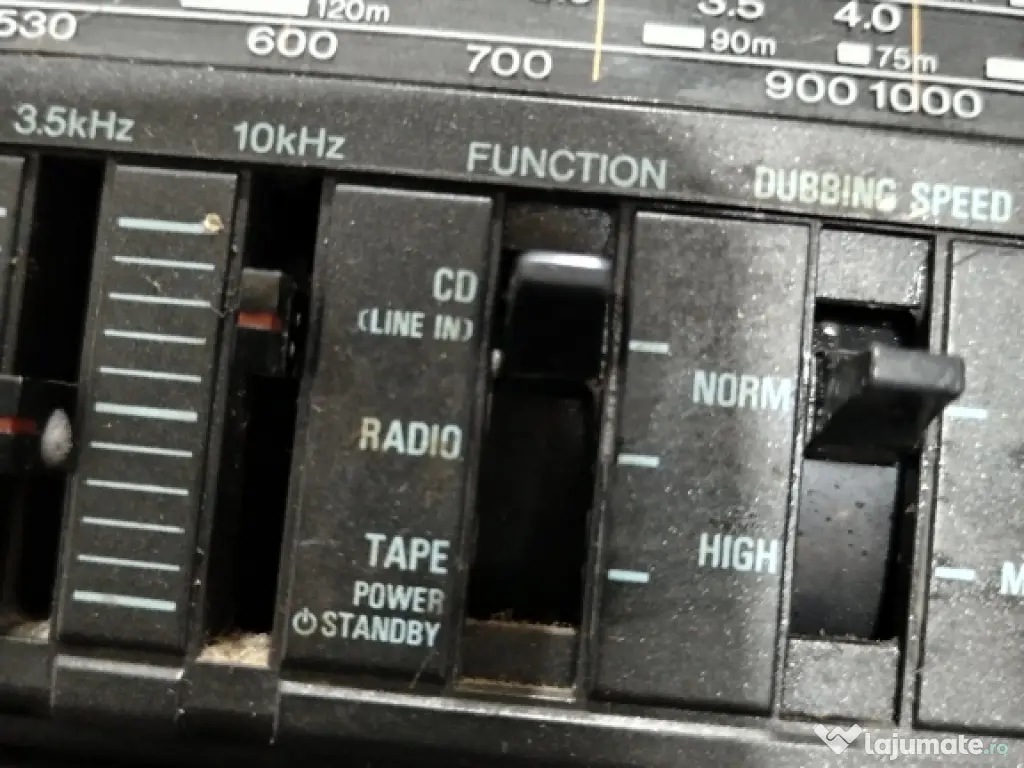 120m
3.5
4.0
530
600
700
90m
75m
900
1000
3.5kHz
10kHz
FUNCTION
DUBBING SPEED
CD
(LINE IN)
NORM
RADIO
TAPE
HIGH
POWER
STANDBY
lajumate.ro